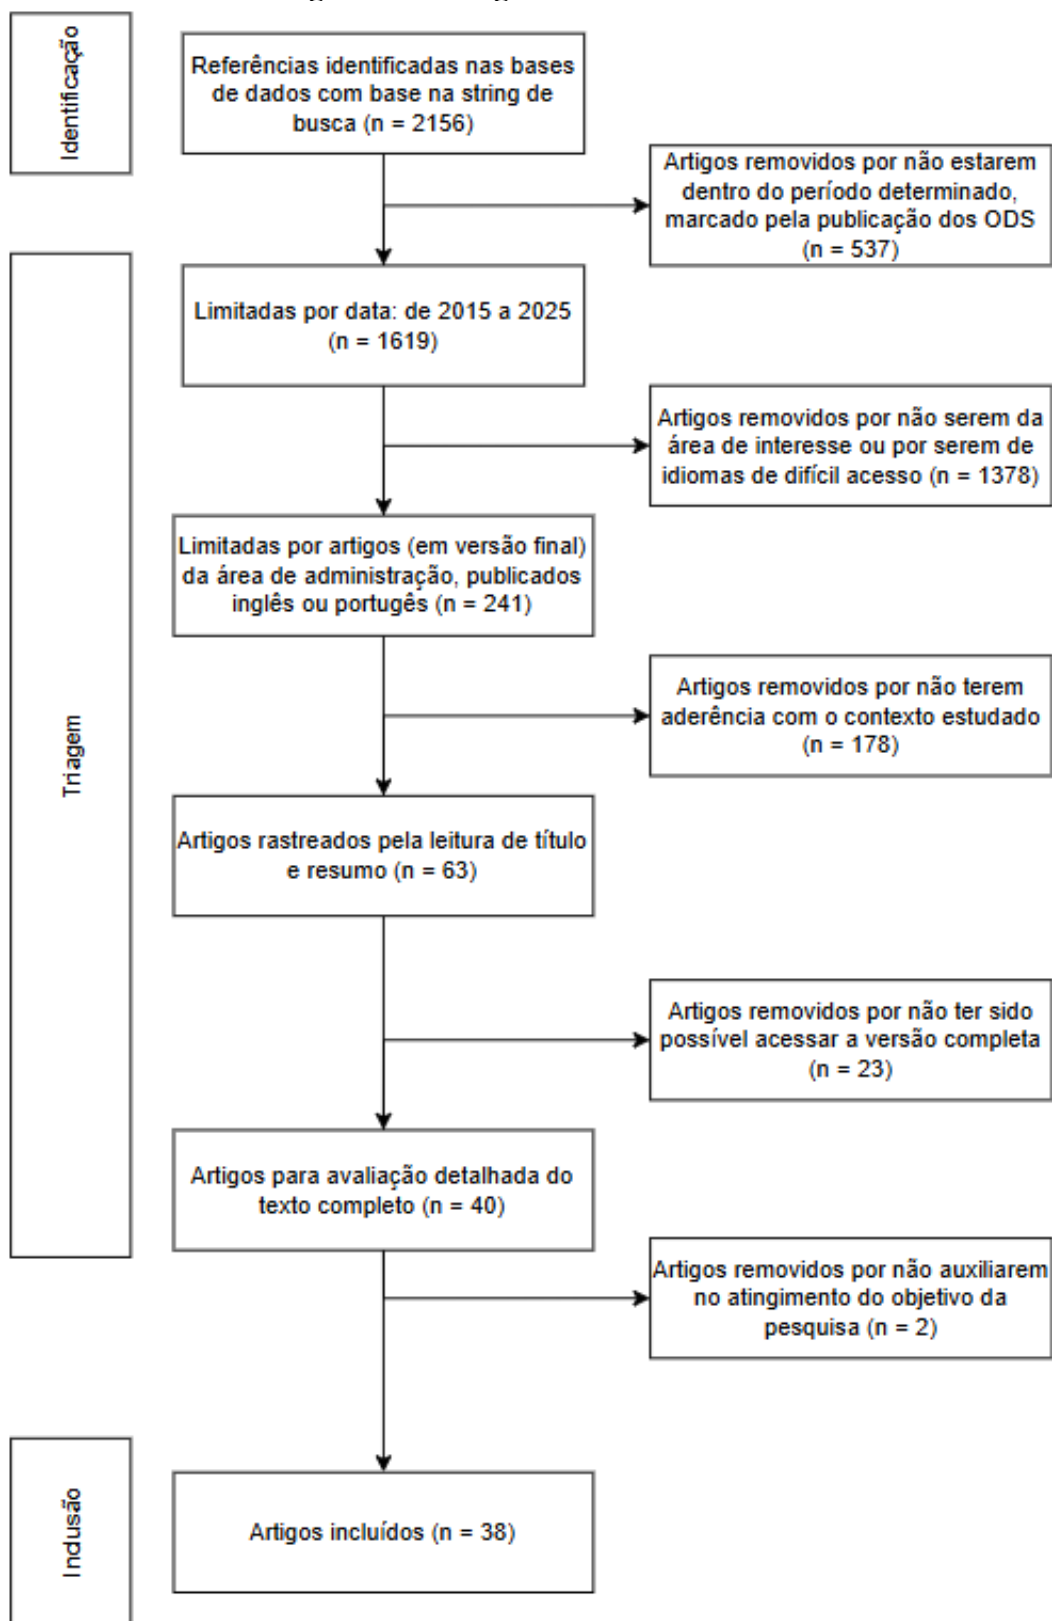 Identificação
Referências identificadas nas bases
de dados com base na string de
busca (n = 2156)
Artigos removidos por não estarem
dentro do período determinado,
marcado pela publicação dos ODS
(n = 537)
Triagem
Limitadas por data: de 2015 a 2025
(n = 1619)
Artigos removidos por não serem da
área de interesse ou por serem de
idiomas de difícil acesso (n = 1378)
Limitadas por artigos (em versão final)
da área de administração, publicados
inglês ou portugês (n = 241)
Artigos removidos por não terem
aderência com o contexto estudado
(n = 178)
Artigos rastreados pela leitura de título
e resumo (n = 63)
Artigos removidos por não ter sido
possível acessar a versão completa
(n = 23)
Artigos para avaliação detalhada do
texto completo (n = 40)
Artigos removidos por não auxiliarem
no atingimento do objetivo da
pesquisa (n = 2)
Inclusão
Artigos incluídos (n = 38)